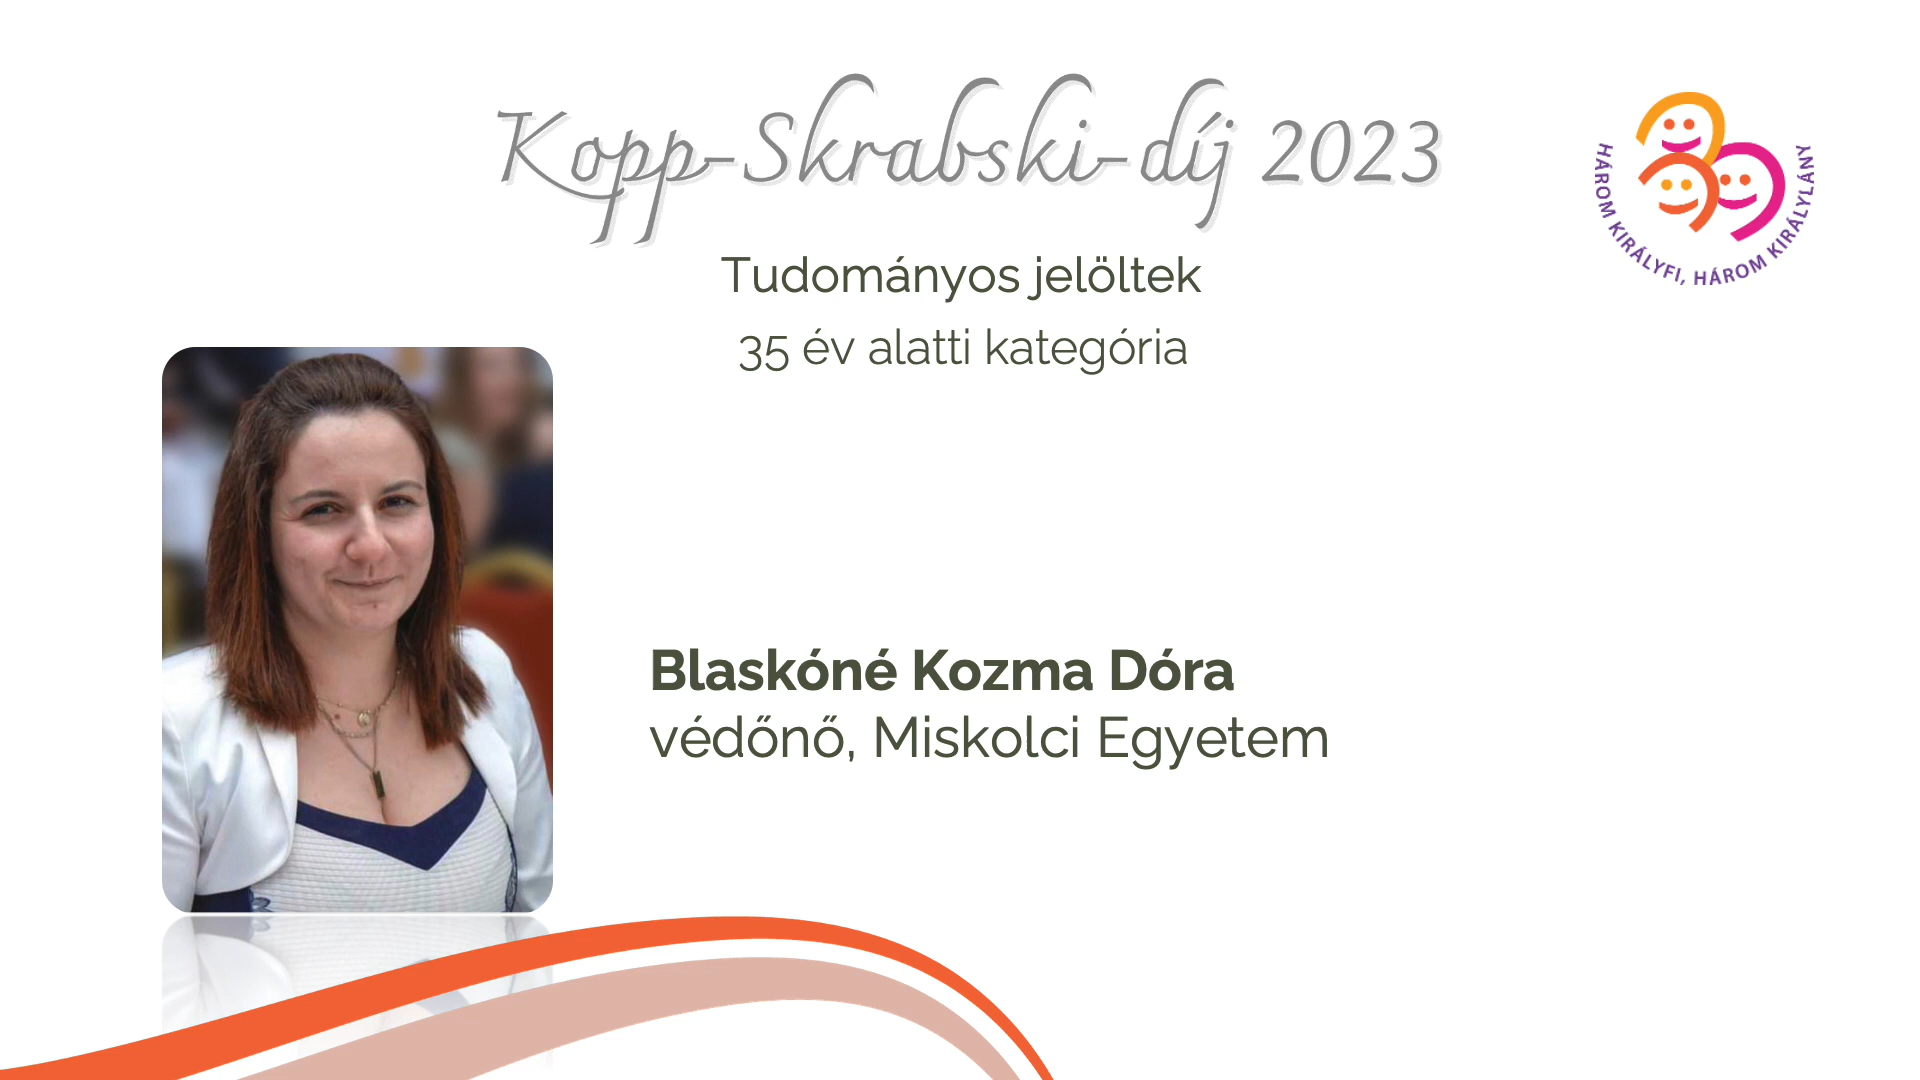 Kopp-Skrabski-díj 2023
HÁROM KIRÁLYFI, HÁROM KIRÁLYLÁNY
Tudományos jelöltek
35 év alatti kategória
Blaskóné Kozma Dóra
védőnő, Miskolci Egyetem